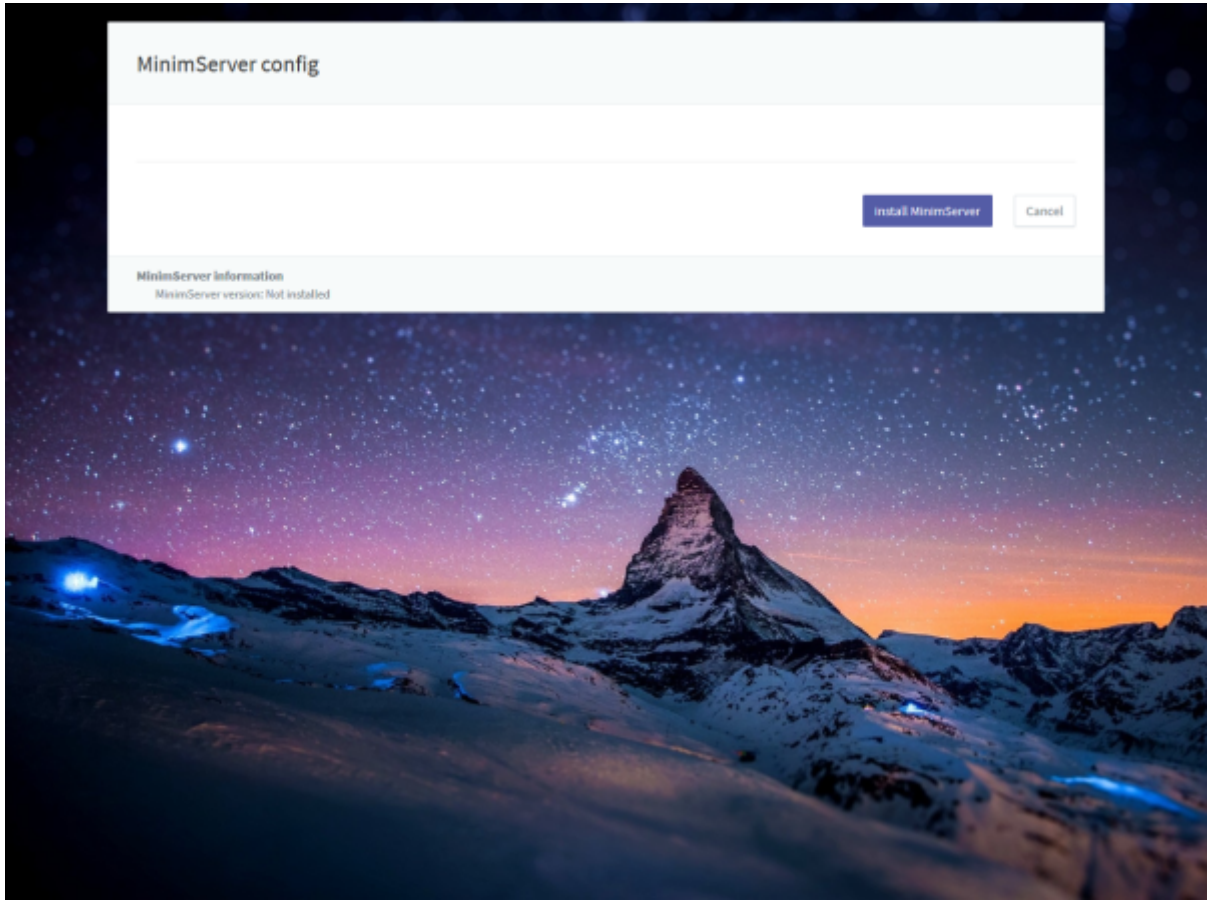 MinimServer config
Install MinimServer
Cancel
MinimServer information
MinimServer version: Not installed